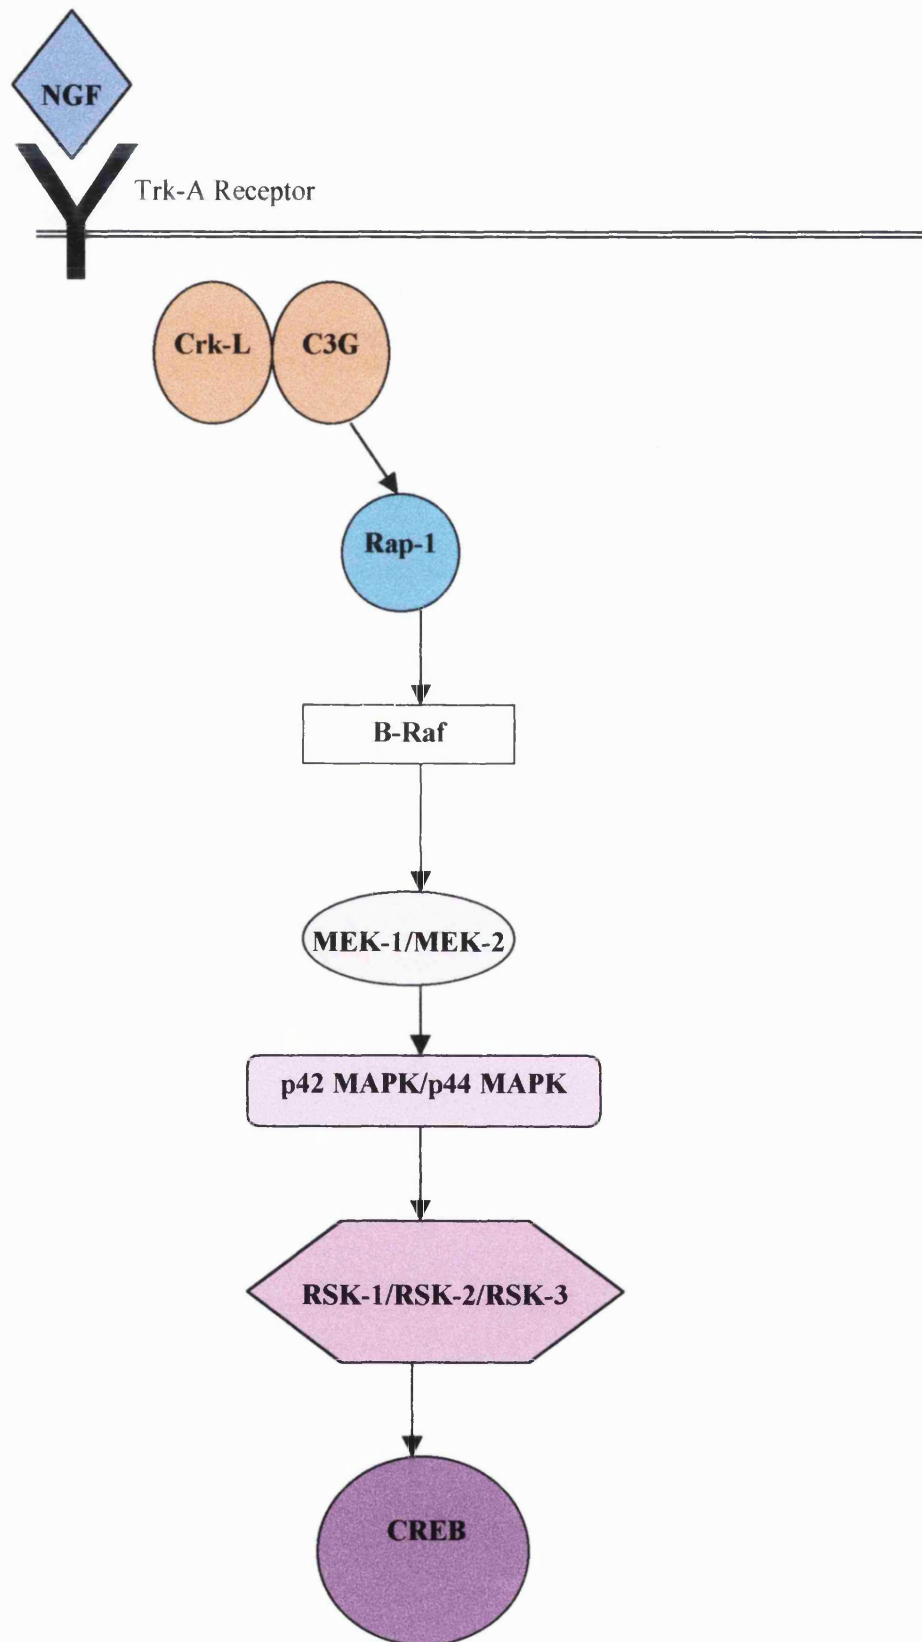 NGF
Trk-A Receptor
Crk-L
C3G
Rap-1
B-Raf
MEK-1/MEK-2
p42 MAPK/p44 MAPK
RSK-1/RSK-2/RSK-3
CREB